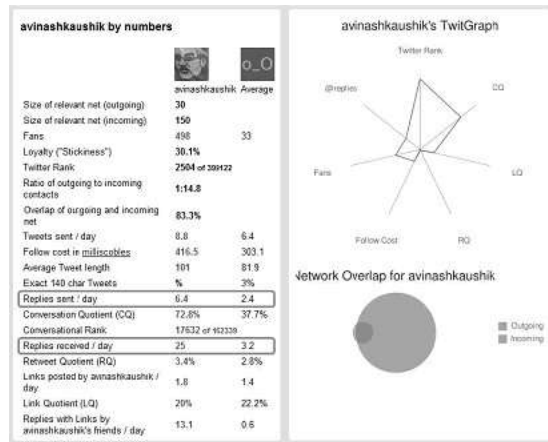 avinashkaushik by numbers
o_O
avinashkaushik Average
Size of relevant net (outgoing) 30
Size of relevant net (incoming) 150
Fans 498 33
Loyalty ("Stickiness") 30.1%
Twitter Rank 2504 of 399122
Ratio of outgoing to incoming
contacts 1:14.8
Overlap of ourgoing and incoming
net 83.3%
Tweets sent / day 8.8 6.4
Follow cost in milliscobles 416.5 303.1
Average Tweet length 101 81.9
Exact 140 char Tweets % 3%
Replies sent / day 6.4 2.4
Conversation Quotient (CQ) 72.8% 37.7%
Conversational Rank 17632 of 162339
Replies received / day 25 3.2
Retweet Quotient (RQ) 3.4% 2.8%
Links posted by avinashkaushik /
day 1.8 1.4
Link Quotient (LQ) 20% 22.2%
Replies with Links by
avinashkaushik's friends / day 13.1 0.6
avinashkaushik's TwitGraph
Twitter Rank
@replies
CQ
Fans
LQ
Follow Cost
RQ
Network Overlap for avinashkaushik
Outgoing
Incoming